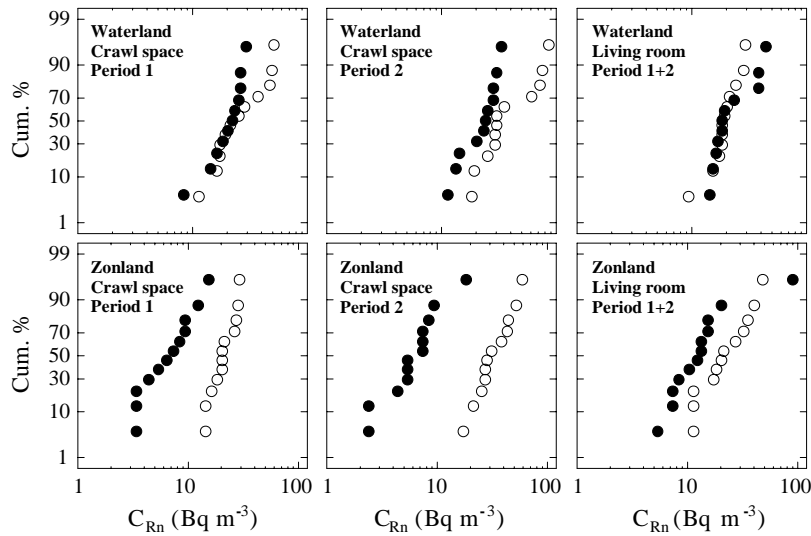 99
90
70
50
30
10
1
Cum. %
Waterland
Crawl space
Period 1
Waterland
Crawl space
Period 2
Waterland
Living room
Period 1+2
99
90
70
50
30
10
1
Cum. %
Zonland
Crawl space
Period 1
Zonland
Crawl space
Period 2
Zonland
Living room
Period 1+2
1 10 100 1 10 100 1 10 100
C_Rn (Bq m⁻³) C_Rn (Bq m⁻³) C_Rn (Bq m⁻³)